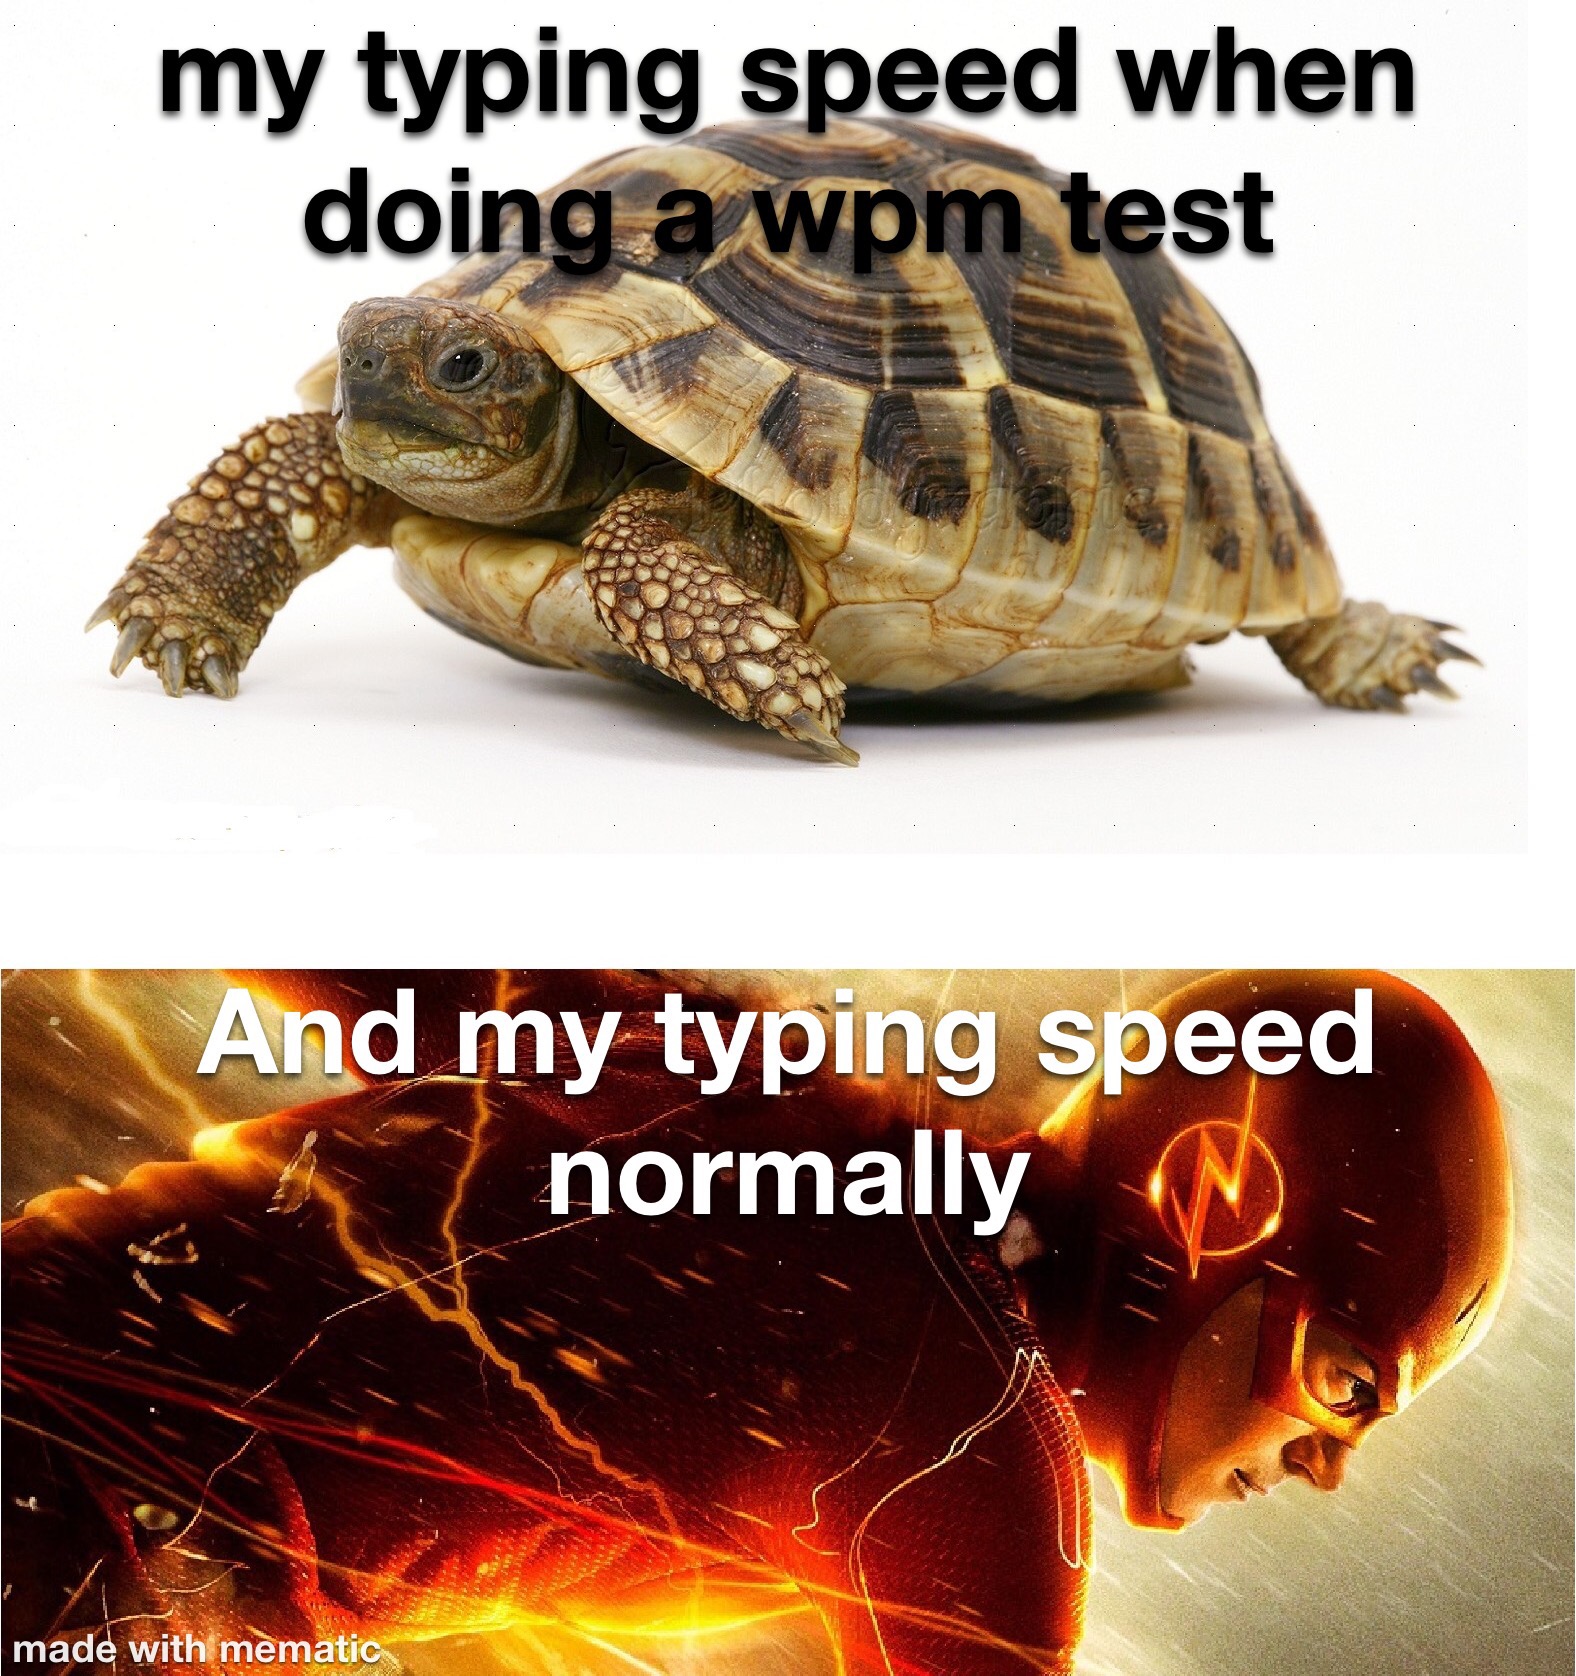 my typing speed when
doing a wpm test
And my typing speed
normally
made with mematic